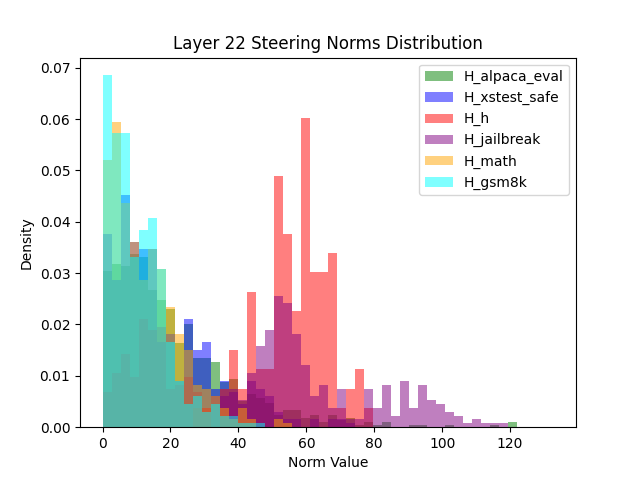 Layer 22 Steering Norms Distribution
0.07
0.06
0.05
0.04
0.03
0.02
0.01
0.00
Density
H_alpaca_eval
H_xstest_safe
H_h
H_jailbreak
H_math
H_gsm8k
0 20 40 60 80 100 120
Norm Value